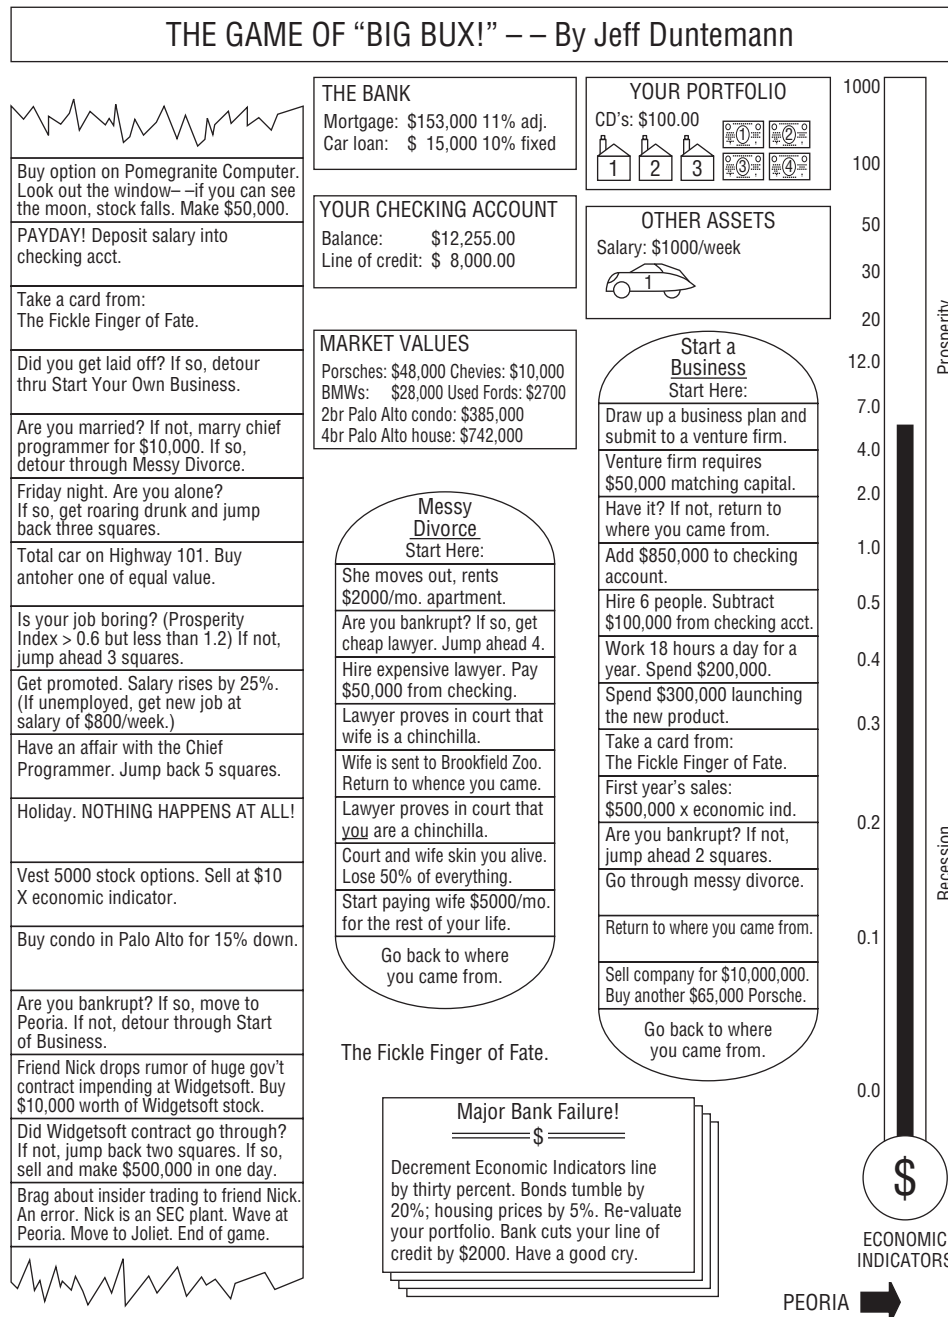 THE GAME OF “BIG BUX!” – – By Jeff Duntemann
Buy option on Pomegranite Computer.
Look out the window– –if you can see
the moon, stock falls. Make $50,000.
PAYDAY! Deposit salary into
checking acct.
Take a card from:
The Fickle Finger of Fate.
Did you get laid off? If so, detour
thru Start Your Own Business.
Are you married? If not, marry chief
programmer for $10,000. If so,
detour through Messy Divorce.
Friday night. Are you alone?
If so, get roaring drunk and jump
back three squares.
Total car on Highway 101. Buy
antoher one of equal value.
Is your job boring? (Prosperity
Index > 0.6 but less than 1.2) If not,
jump ahead 3 squares.
Get promoted. Salary rises by 25%.
(If unemployed, get new job at
salary of $800/week.)
Have an affair with the Chief
Programmer. Jump back 5 squares.
Holiday. NOTHING HAPPENS AT ALL!
Vest 5000 stock options. Sell at $10
X economic indicator.
Buy condo in Palo Alto for 15% down.
Are you bankrupt? If so, move to
Peoria. If not, detour through Start
of Business.
Friend Nick drops rumor of huge gov’t
contract impending at Widgetsoft. Buy
$10,000 worth of Widgetsoft stock.
Did Widgetsoft contract go through?
If not, jump back two squares. If so,
sell and make $500,000 in one day.
Brag about insider trading to friend Nick.
An error. Nick is an SEC plant. Wave at
Peoria. Move to Joliet. End of game.
THE BANK
Mortgage: $153,000 11% adj.
Car loan: $ 15,000 10% fixed
YOUR CHECKING ACCOUNT
Balance: $12,255.00
Line of credit: $ 8,000.00
MARKET VALUES
Porsches: $48,000 Chevies: $10,000
BMWs: $28,000 Used Fords: $2700
2br Palo Alto condo: $385,000
4br Palo Alto house: $742,000
Messy
Divorce
Start Here:
She moves out, rents
$2000/mo. apartment.
Are you bankrupt? If so, get
cheap lawyer. Jump ahead 4.
Hire expensive lawyer. Pay
$50,000 from checking.
Lawyer proves in court that
wife is a chinchilla.
Wife is sent to Brookfield Zoo.
Return to whence you came.
Lawyer proves in court that
you are a chinchilla.
Court and wife skin you alive.
Lose 50% of everything.
Start paying wife $5000/mo.
for the rest of your life.
Go back to where
you came from.
The Fickle Finger of Fate.
Major Bank Failure!
$
Decrement Economic Indicators line
by thirty percent. Bonds tumble by
20%; housing prices by 5%. Re-valuate
your portfolio. Bank cuts your line of
credit by $2000. Have a good cry.
YOUR PORTFOLIO
CD’s: $100.00
1 2 3
1 2
3 4
OTHER ASSETS
Salary: $1000/week
1
Start a
Business
Start Here:
Draw up a business plan and
submit to a venture firm.
Venture firm requires
$50,000 matching capital.
Have it? If not, return to
where you came from.
Add $850,000 to checking
account.
Hire 6 people. Subtract
$100,000 from checking acct.
Work 18 hours a day for a
year. Spend $200,000.
Spend $300,000 launching
the new product.
Take a card from:
The Fickle Finger of Fate.
First year’s sales:
$500,000 x economic ind.
Are you bankrupt? If not,
jump ahead 2 squares.
Go through messy divorce.
Return to where you came from.
Sell company for $10,000,000.
Buy another $65,000 Porsche.
Go back to where
you came from.
1000
100
50
30
20
12.0
7.0
4.0
2.0
1.0
0.5
0.4
0.3
0.2
0.1
0.0
Prosperity
Recession
$
ECONOMIC
INDICATORS
PEORIA